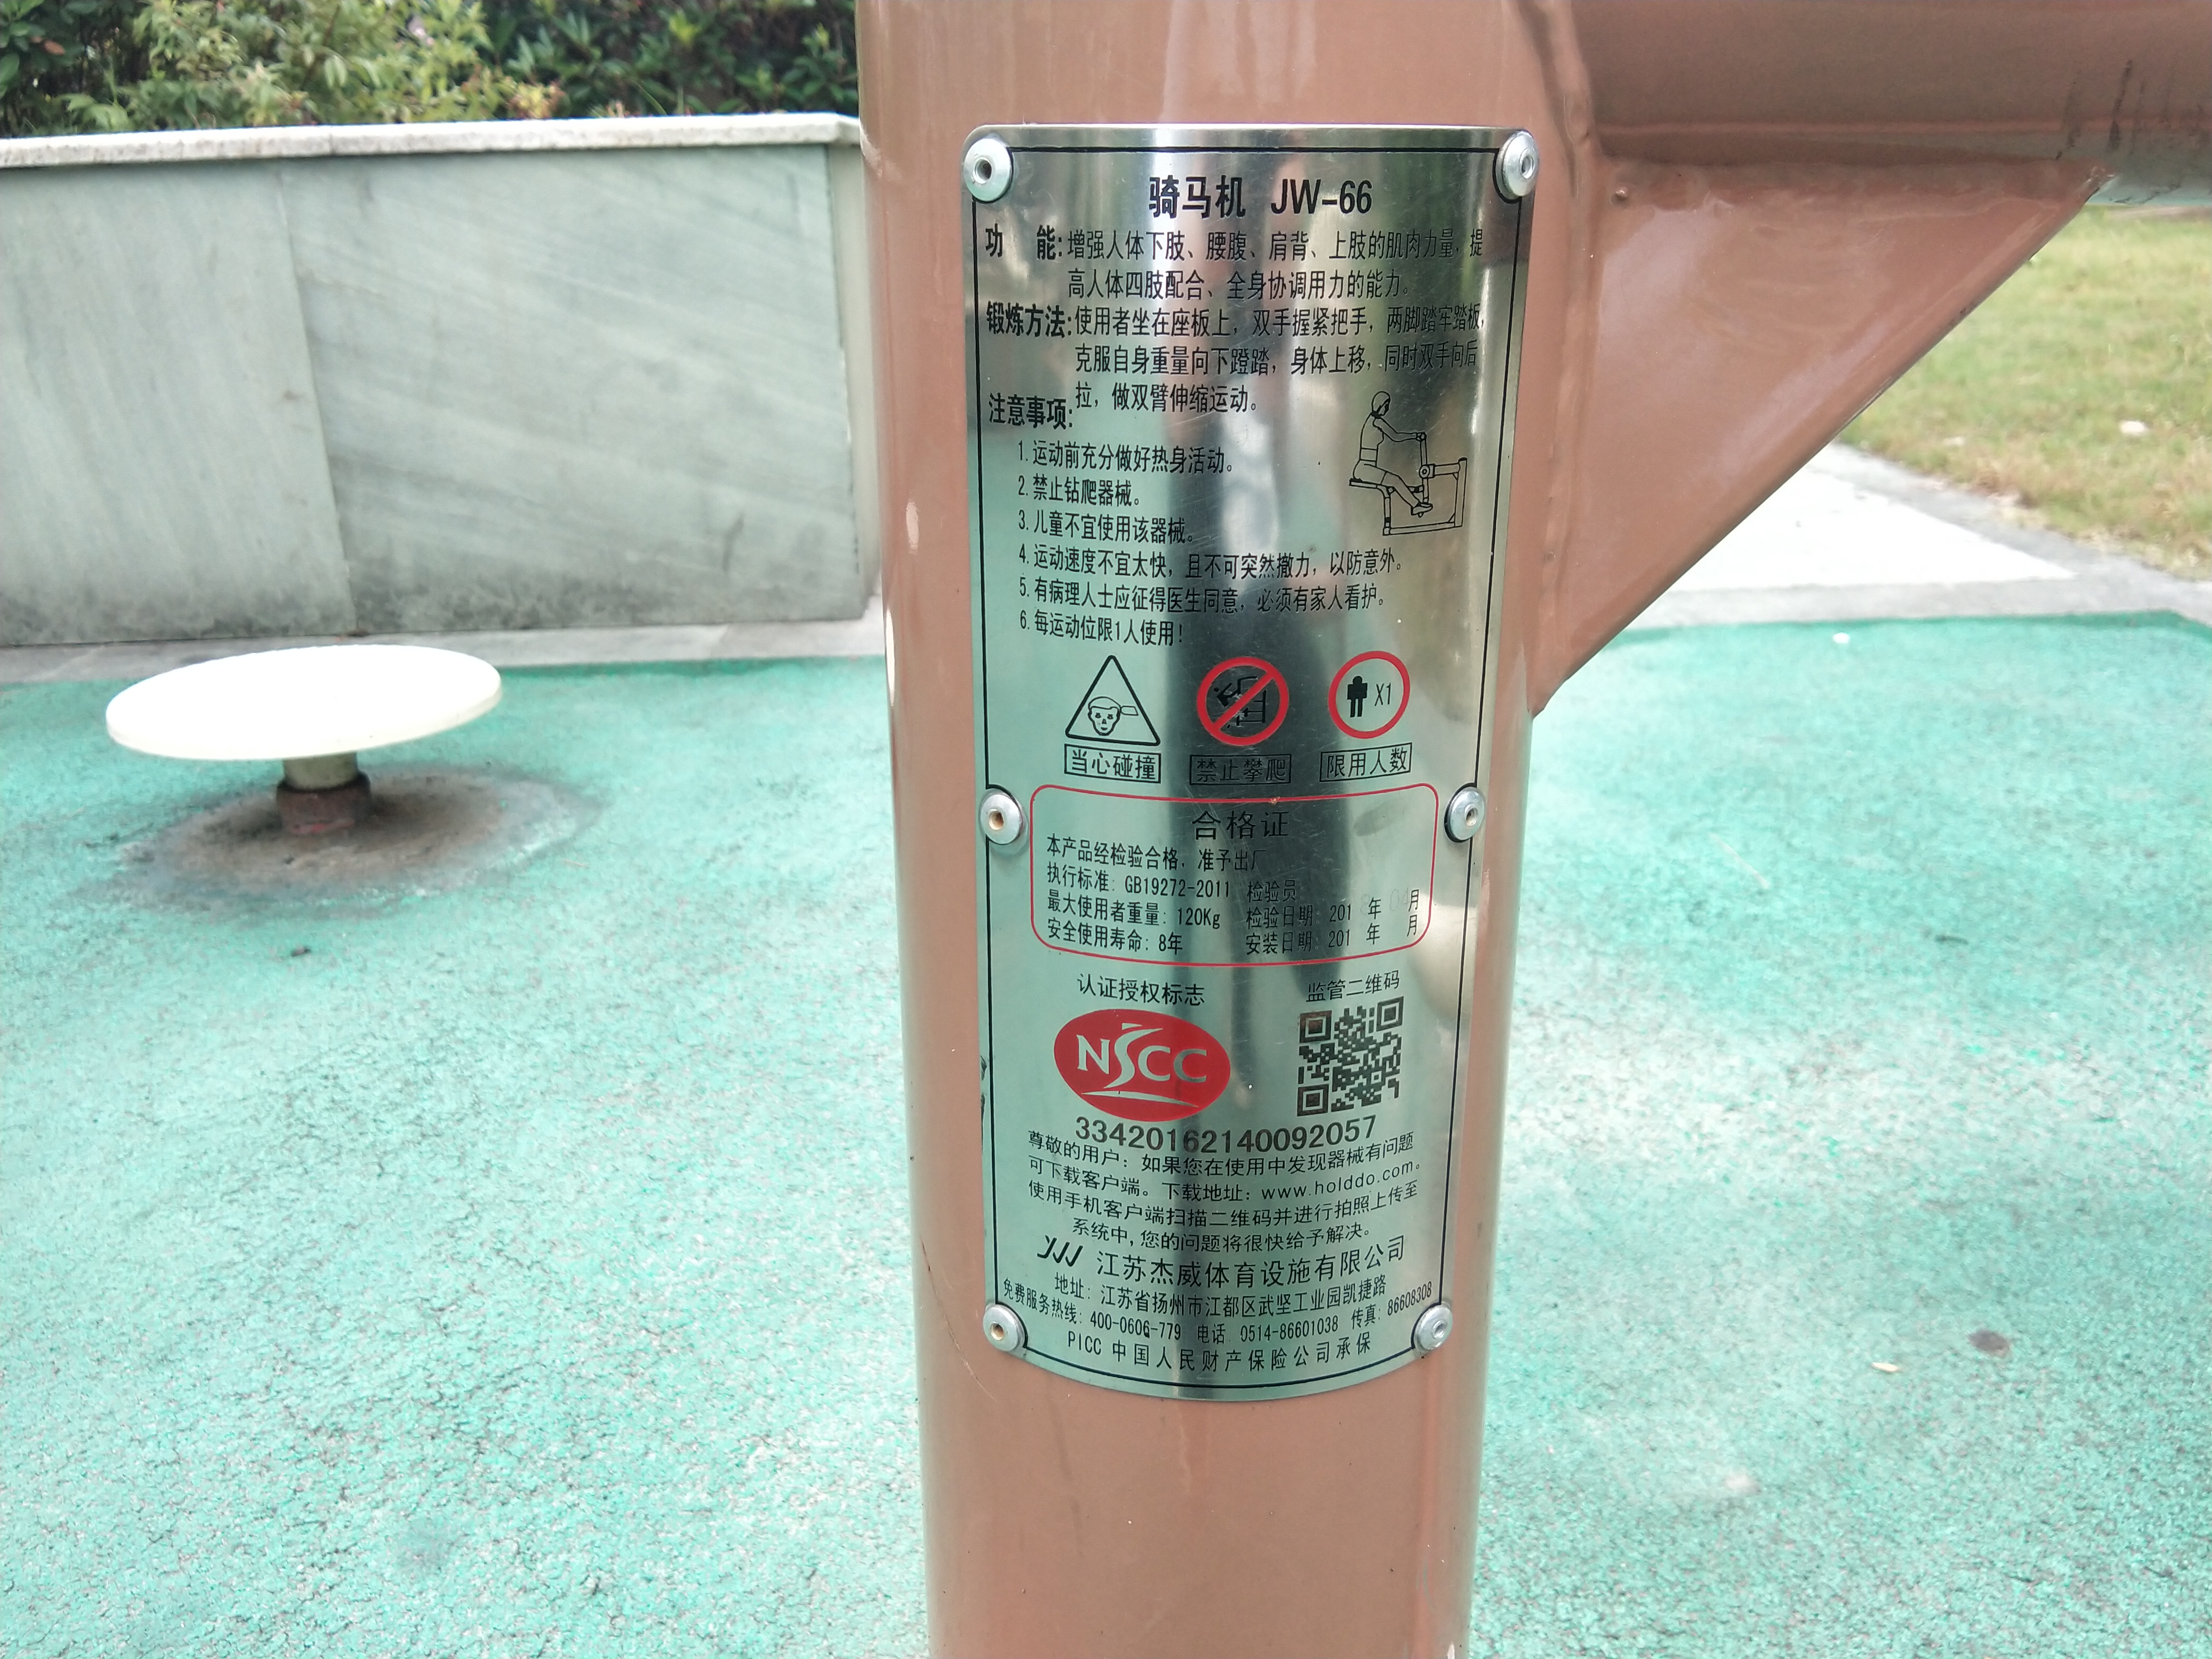 骑马机 JW-66
功 能:增强人体下肢、腰腹、肩背、上肢的肌肉力量，提
高人体四肢配合、全身协调用力的能力。
锻炼方法:使用者坐在座板上，双手握紧把手，两脚踏牢踏板，
克服自身重量向下蹬踏，身体上移，同时双手向后
拉，做双臂伸缩运动。
注意事项:
1.运动前充分做好热身活动。
2.禁止钻爬器械。
3.儿童不宜使用该器械。
4.运动速度不宜太快，且不可突然撤力，以防意外。
5.有病理人士应征得医生同意，必须有家人看护。
6.每运动位限1人使用！
X1
当心碰撞 禁止攀爬 限用人数
合格证
本产品经检验合格，准予出厂
执行标准: GB19272-2011 检验员
最大使用者重量: 120Kg 检验日期 201 年 04月
安全使用寿命: 8年 安装日期 201 年 月
认证授权标志 监管二维码
NSCC
33420162140092057
尊敬的用户：如果您在使用中发现器械有问题
可下载客户端。下载地址：www.holddo.com。
使用手机客户端扫描二维码并进行拍照上传至
系统中,您的问题将很快给予解决。
江苏杰威体育设施有限公司
地址: 江苏省扬州市江都区武坚工业园凯捷路
免费服务热线: 400-0606-779 电话: 0514-86601038 传真: 86608308
PICC 中国人民财产保险公司承保